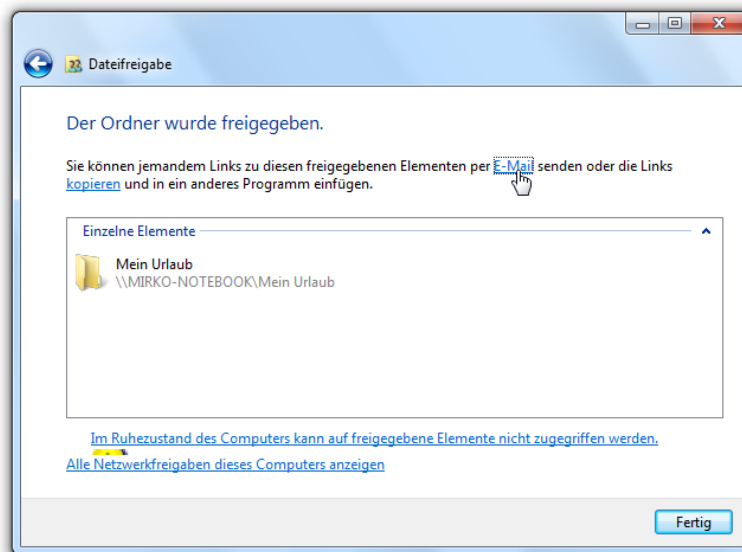 Dateifreigabe
Der Ordner wurde freigegeben.
Sie können jemandem Links zu diesen freigegebenen Elementen per E-Mail senden oder die Links
kopieren und in ein anderes Programm einfügen.
Einzelne Elemente
Mein Urlaub
\\MIRKO-NOTEBOOK\Mein Urlaub
Im Ruhezustand des Computers kann auf freigegebene Elemente nicht zugegriffen werden.
Alle Netzwerkfreigaben dieses Computers anzeigen
Fertig